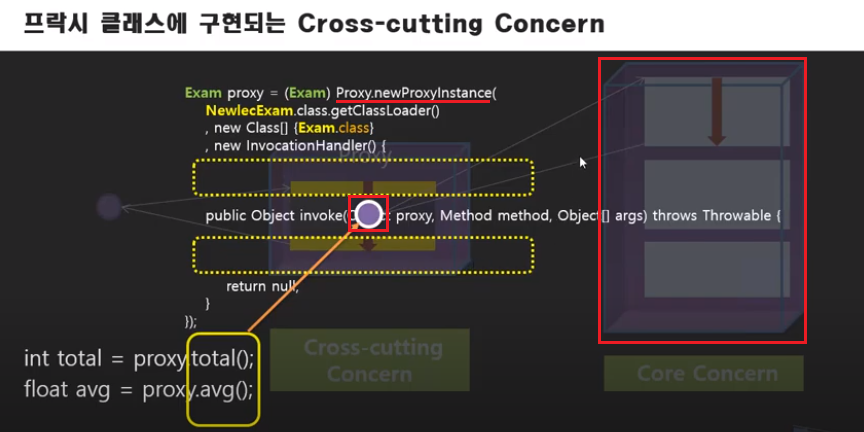 프락시 클래스에 구현되는 Cross-cutting Concern
Exam proxy = (Exam) Proxy.newProxyInstance(
NewlecExam.class.getClassLoader()
, new Class[] {Exam.class}
, new InvocationHandler() {
Proxy
public Object invoke( proxy, Method method, Object[] args) throws Throwable {
return null;
}
});
int total = proxy.total();
float avg = proxy.avg();
Cross-cutting
Concern
Core Concern